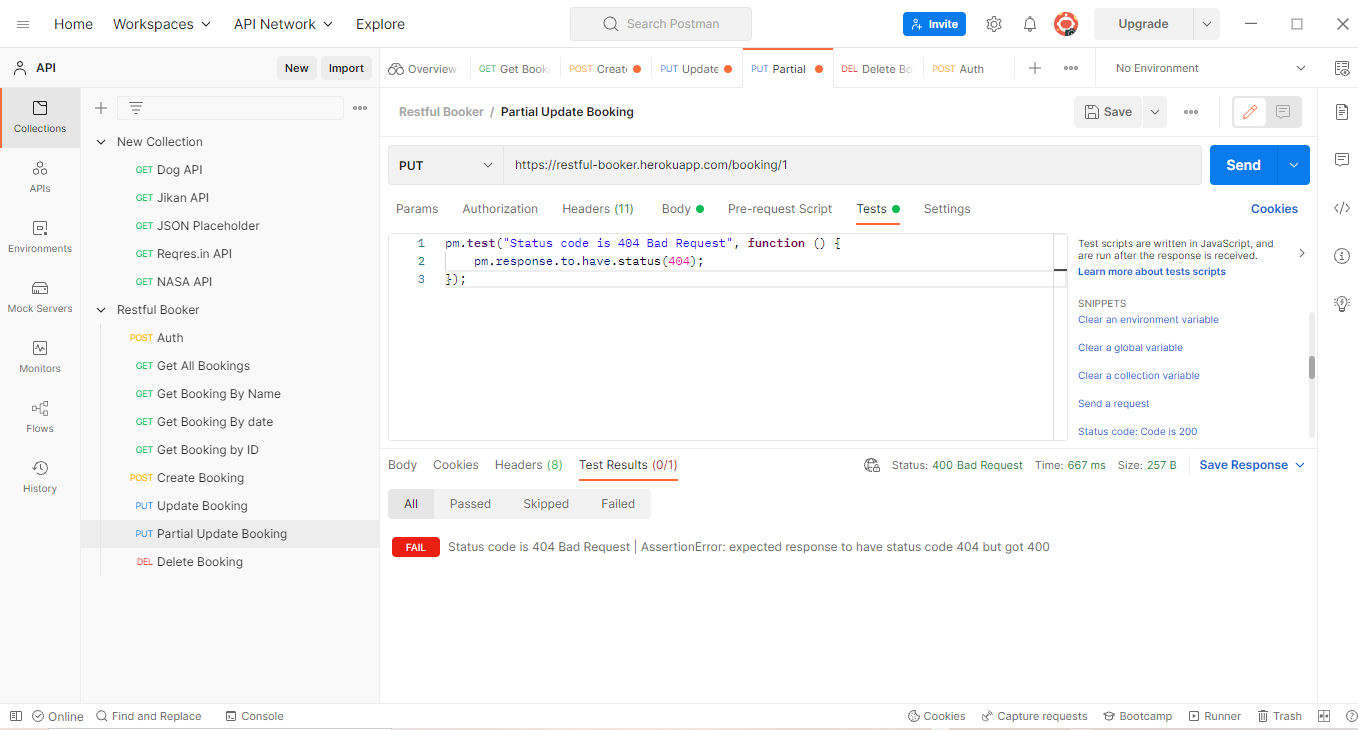 Home Workspaces API Network Explore Search Postman Invite Upgrade
API New Import Overview GET Get Book POST Create PUT Update PUT Partial DEL Delete Bo POST Auth No Environment
Collections
APIs
Environments
Mock Servers
Monitors
Flows
History
New Collection
GET Dog API
GET Jikan API
GET JSON Placeholder
GET Reqres.in API
GET NASA API
Restful Booker
POST Auth
GET Get All Bookings
GET Get Booking By Name
GET Get Booking By date
GET Get Booking by ID
POST Create Booking
PUT Update Booking
PUT Partial Update Booking
DEL Delete Booking
Restful Booker / Partial Update Booking Save
PUT https://restful-booker.herokuapp.com/booking/1 Send
Params Authorization Headers (11) Body Pre-request Script Tests Settings Cookies
1 pm.test("Status code is 404 Bad Request", function () {
2 pm.response.to.have.status(404);
3 });
Test scripts are written in JavaScript, and
are run after the response is received.
Learn more about tests scripts
SNIPPETS
Clear an environment variable
Clear a global variable
Clear a collection variable
Send a request
Status code: Code is 200
Body Cookies Headers (8) Test Results (0/1) Status: 400 Bad Request Time: 667 ms Size: 257 B Save Response
All Passed Skipped Failed
FAIL Status code is 404 Bad Request | AssertionError: expected response to have status code 404 but got 400
Online Find and Replace Console Cookies Capture requests Bootcamp Runner Trash